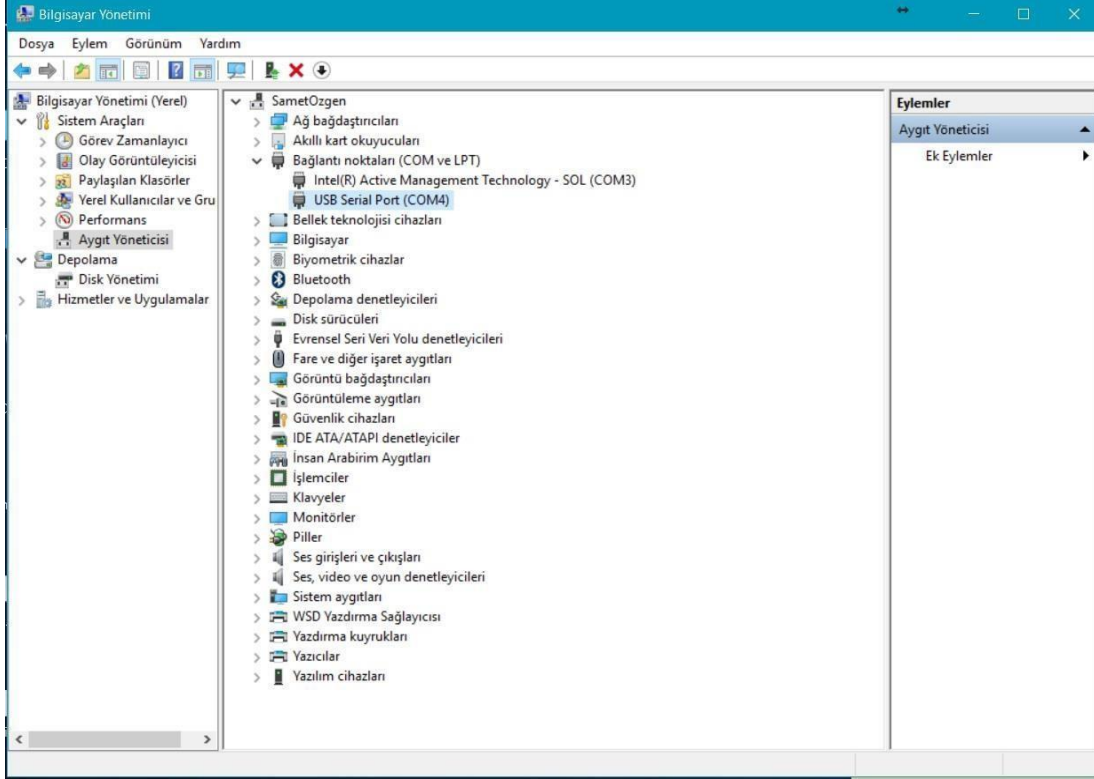 Bilgisayar Yönetimi
Dosya Eylem Görünüm Yardım
Bilgisayar Yönetimi (Yerel)
Sistem Araçları
Görev Zamanlayıcı
Olay Görüntüleyicisi
Paylaşılan Klasörler
Yerel Kullanıcılar ve Gru
Performans
Aygıt Yöneticisi
Depolama
Disk Yönetimi
Hizmetler ve Uygulamalar
SametOzgen
Ağ bağdaştırıcıları
Akıllı kart okuyucuları
Bağlantı noktaları (COM ve LPT)
Intel(R) Active Management Technology - SOL (COM3)
USB Serial Port (COM4)
Bellek teknolojisi cihazları
Bilgisayar
Biyometrik cihazlar
Bluetooth
Depolama denetleyicileri
Disk sürücüleri
Evrensel Seri Veri Yolu denetleyicileri
Fare ve diğer işaret aygıtları
Görüntü bağdaştırıcıları
Görüntüleme aygıtları
Güvenlik cihazları
IDE ATA/ATAPI denetleyiciler
İnsan Arabirim Aygıtları
İşlemciler
Klavyeler
Monitörler
Piller
Ses girişleri ve çıkışları
Ses, video ve oyun denetleyicileri
Sistem aygıtları
WSD Yazdırma Sağlayıcısı
Yazdırma kuyrukları
Yazıcılar
Yazılım cihazları
Eylemler
Aygıt Yöneticisi
Ek Eylemler